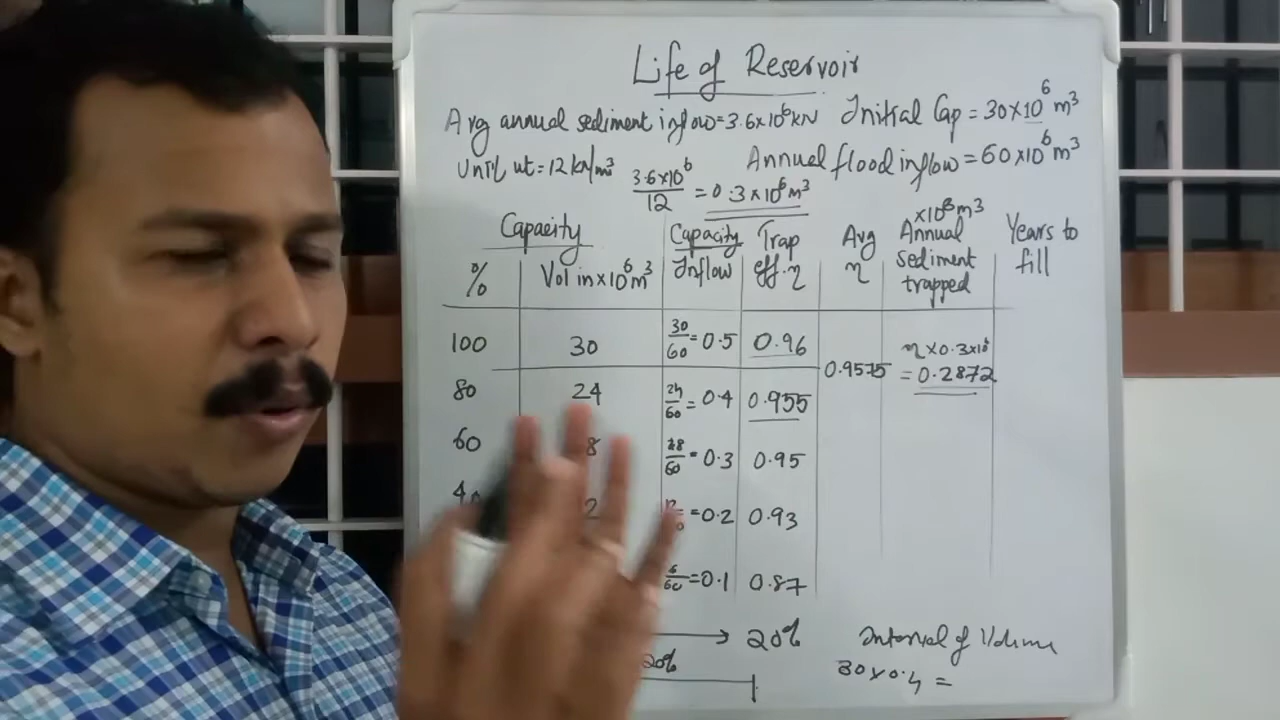 Life of Reservoir
Avg annual sediment inflow = 3.6×10⁶ kN Initial Cap = 30×10⁶ m³
Unit wt = 12 kN/m³ 3.6×10⁶/12 = 0.3×10⁶ m³ Annual flood inflow = 60×10⁶ m³
Capacity Capacity/Inflow Trap eff. η Avg η ×10⁶m³ Annual sediment trapped Years to fill
% Vol in ×10⁶ m³
100 30 30/60 = 0.5 0.96
0.9575 η×0.3×10⁶ = 0.2872
80 24 24/60 = 0.4 0.955
60 8 18/60 = 0.3 0.95
40 2 = 0.2 0.93
6/60 = 0.1 0.87
→ 20% Interval of Volume
20% 30×0.4 =